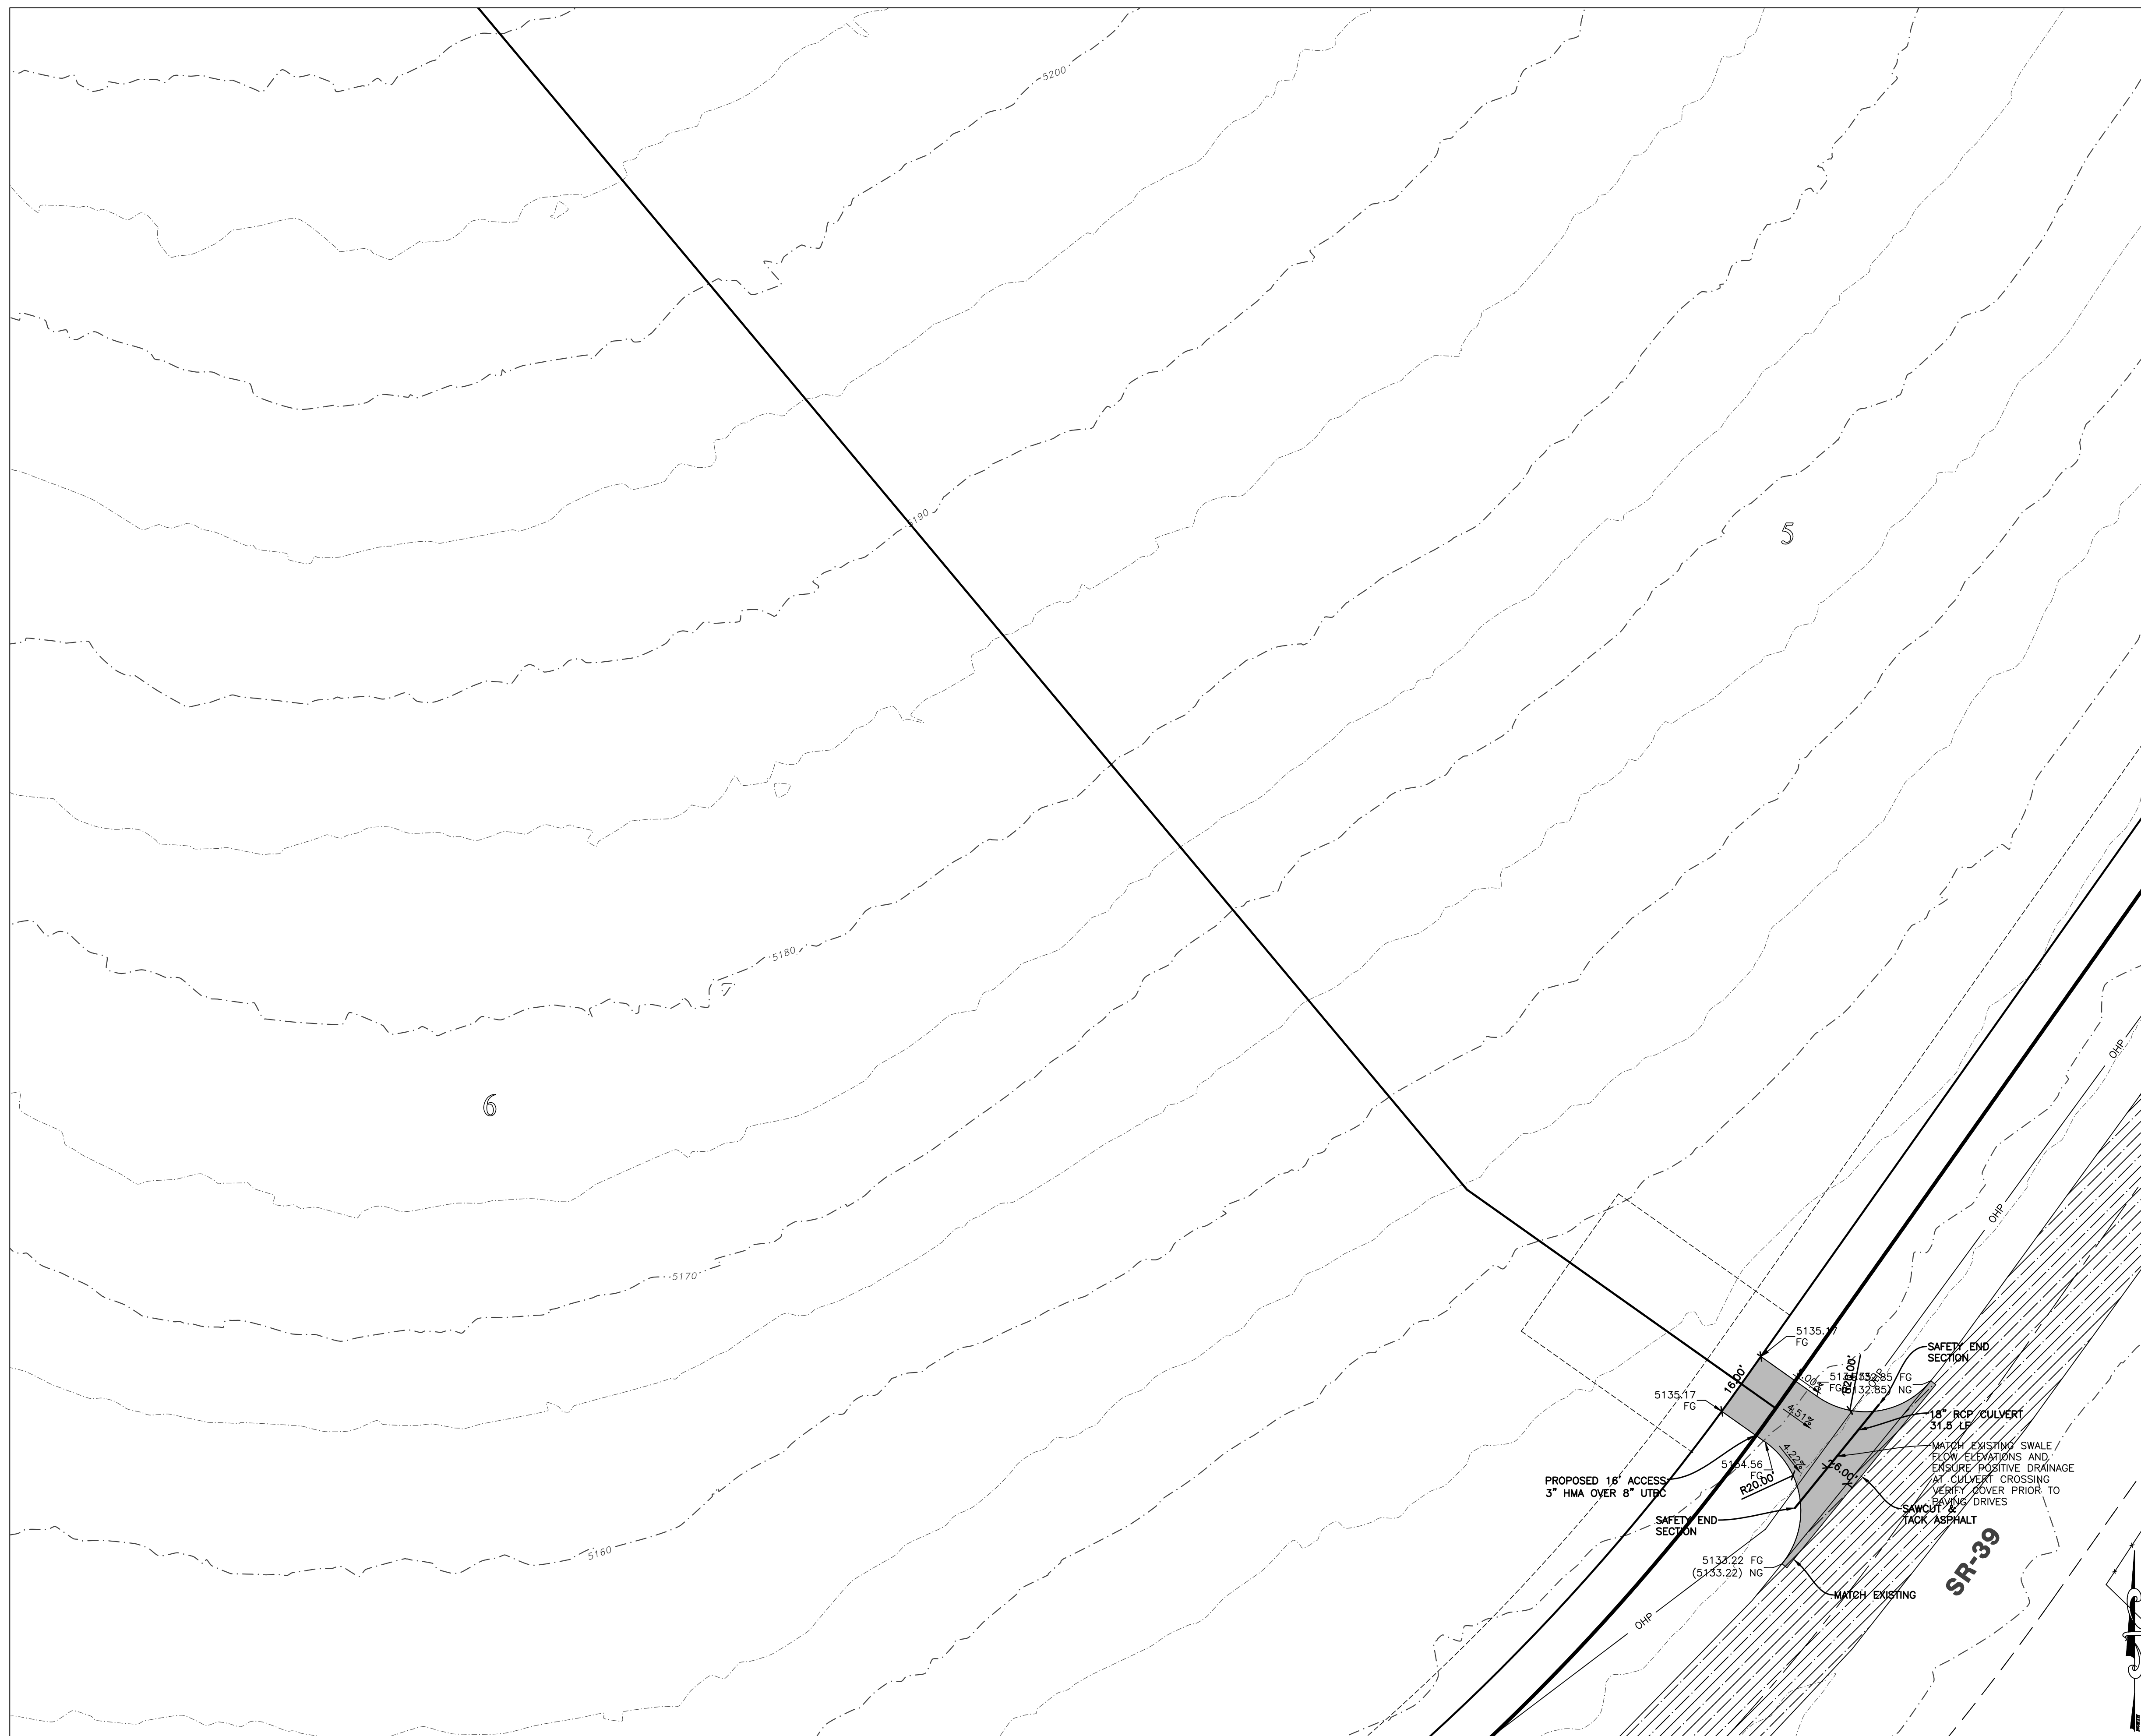 5200
5190
5
5180
6
5170
5160
OHP
OHP
5135.17
FG
SAFETY END
SECTION
R20.00'
OHP
16.00'
FG
5132.85 FG
(5132.85) NG
5135.17
FG
4.51%
18" RCP CULVERT
31.5 LF
4.22%
MATCH EXISTING SWALE
FLOW ELEVATIONS AND
ENSURE POSITIVE DRAINAGE
AT CULVERT CROSSING
VERIFY COVER PRIOR TO
PAVING DRIVES
26.00'
5134.56
FG
R20.00'
PROPOSED 16' ACCESS
3" HMA OVER 8" UTBC
SAWCUT &
TACK ASPHALT
SAFETY END
SECTION
5133.22 FG
(5133.22) NG
MATCH EXISTING
SR-39
OHP